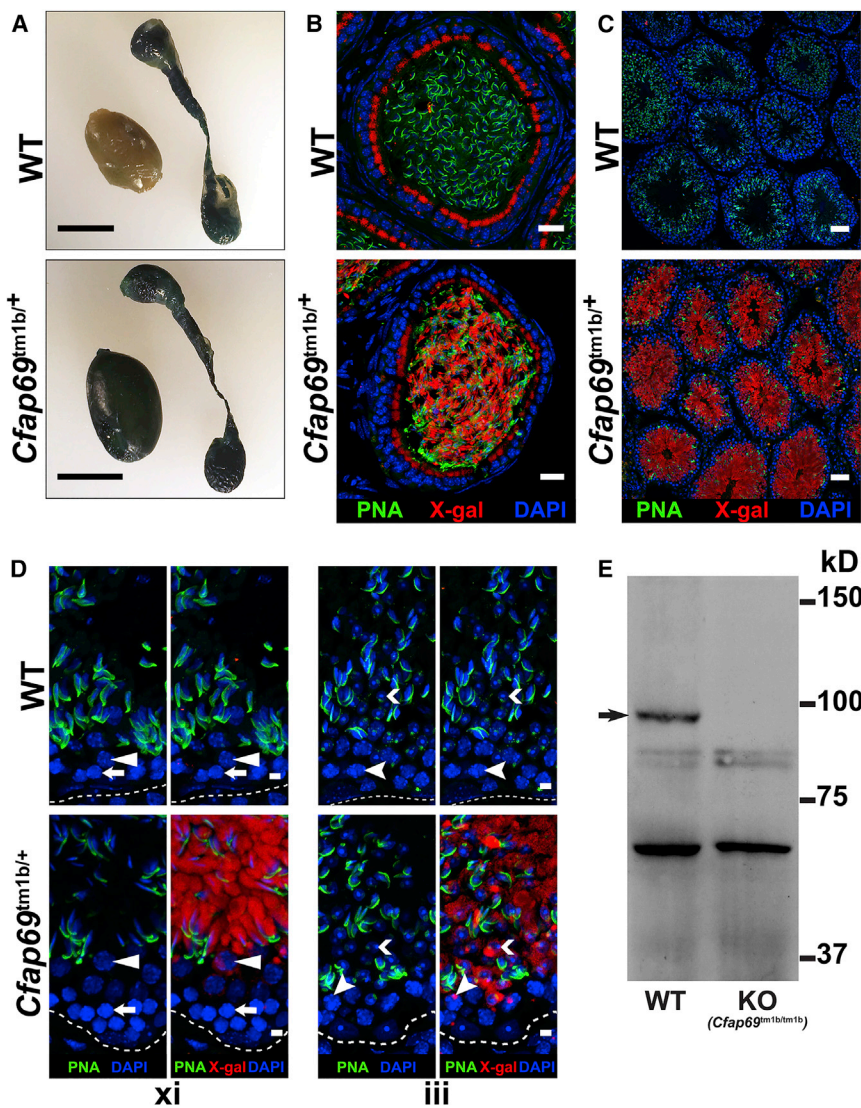 A
B
C
WT
WT
WT
Cfap69tm1b/+
Cfap69tm1b/+
Cfap69tm1b/+
PNA X-gal DAPI
PNA X-gal DAPI
D
WT
Cfap69tm1b/+
PNA DAPI
PNA X-gal DAPI
PNA DAPI
PNA X-gal DAPI
xi
iii
E
kD
150
100
75
37
WT
KO
(Cfap69tm1b/tm1b)